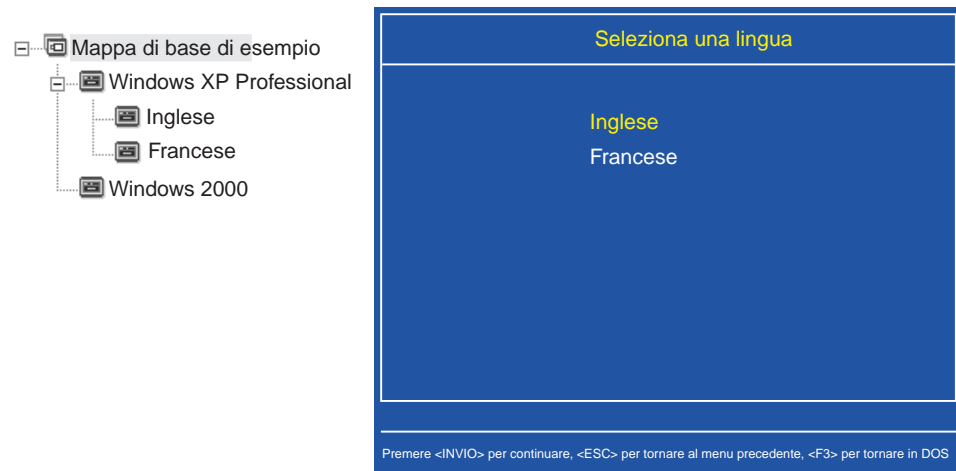 Mappa di base di esempio
Windows XP Professional
Inglese
Francese
Windows 2000
Seleziona una lingua
Inglese
Francese
Premere <INVIO> per continuare, <ESC> per tornare al menu precedente, <F3> per tornare in DOS